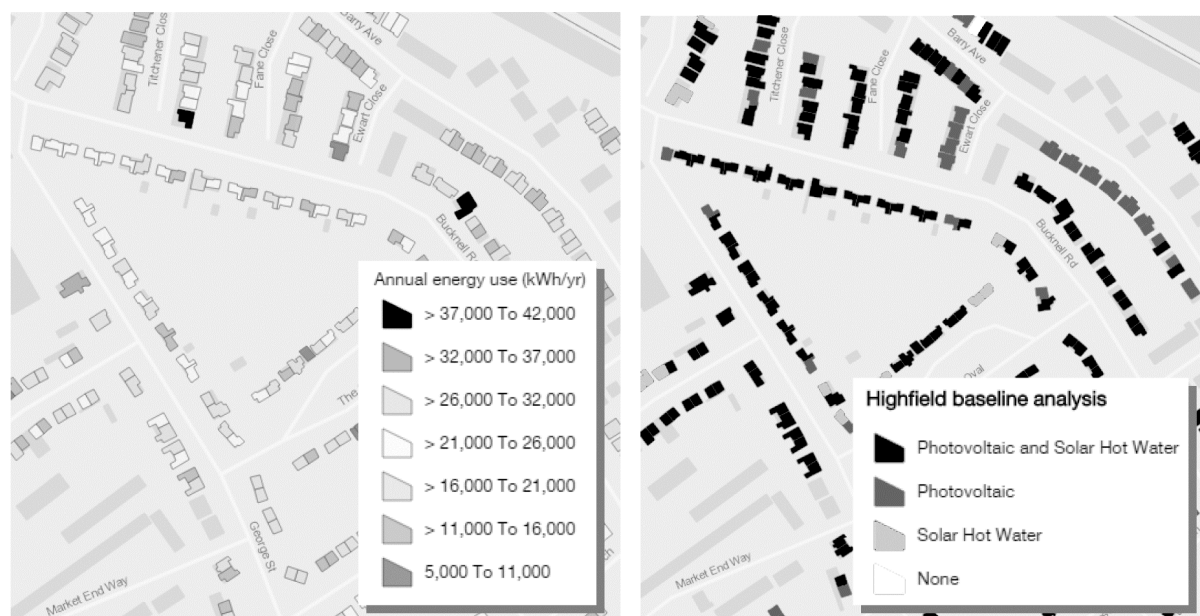 Barry Ave
Titchener Close
Fane Close
Ewart Close
Bucknell R
The
George St
Market End Way
Annual energy use (kWh/yr)
> 37,000 To 42,000
> 32,000 To 37,000
> 26,000 To 32,000
> 21,000 To 26,000
> 16,000 To 21,000
> 11,000 To 16,000
5,000 To 11,000
Barry Ave
Titchener Close
Fane Close
Ewart Close
Bucknell Rd
Oval
Market End Way
Highfield baseline analysis
Photovoltaic and Solar Hot Water
Photovoltaic
Solar Hot Water
None